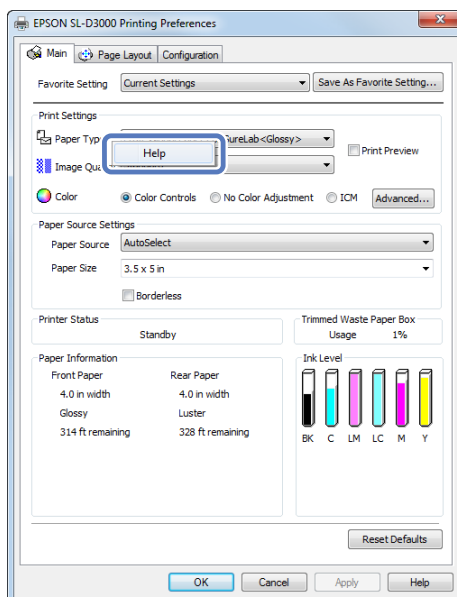 EPSON SL-D3000 Printing Preferences
Main Page Layout Configuration
Favorite Setting Current Settings Save As Favorite Setting...
Print Settings
Paper Typ SureLab<Glossy>
Help
Print Preview
Image Qua
Color Color Controls No Color Adjustment ICM Advanced...
Paper Source Settings
Paper Source AutoSelect
Paper Size 3.5 x 5 in
Borderless
Printer Status Trimmed Waste Paper Box
Standby Usage 1%
Paper Information Ink Level
Front Paper Rear Paper
4.0 in width 4.0 in width
Glossy Luster
314 ft remaining 328 ft remaining
BK C LM LC M Y
Reset Defaults
OK Cancel Apply Help